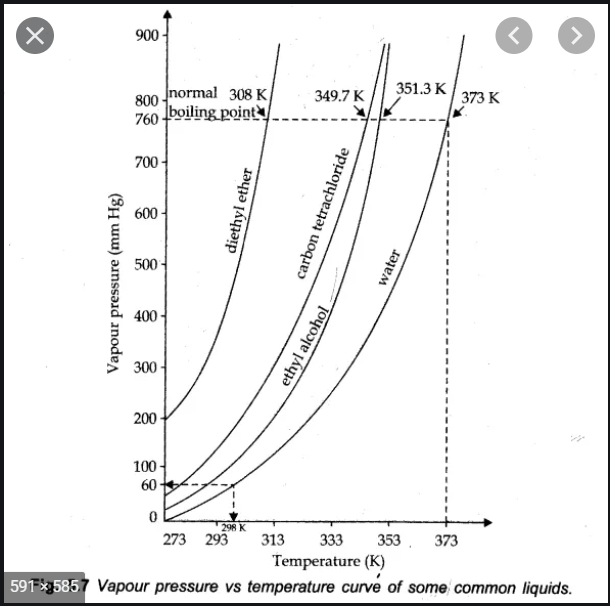 900
800
760
700
600
500
400
300
200
100
60
0
Vapour pressure (mm Hg)
normal
boiling point
308 K
349.7 K
351.3 K
373 K
diethyl ether
carbon tetrachloride
ethyl alcohol
water
298 K
273 293 313 333 353 373
Temperature (K)
591 × 585
7 Vapour pressure vs temperature curve of some common liquids.